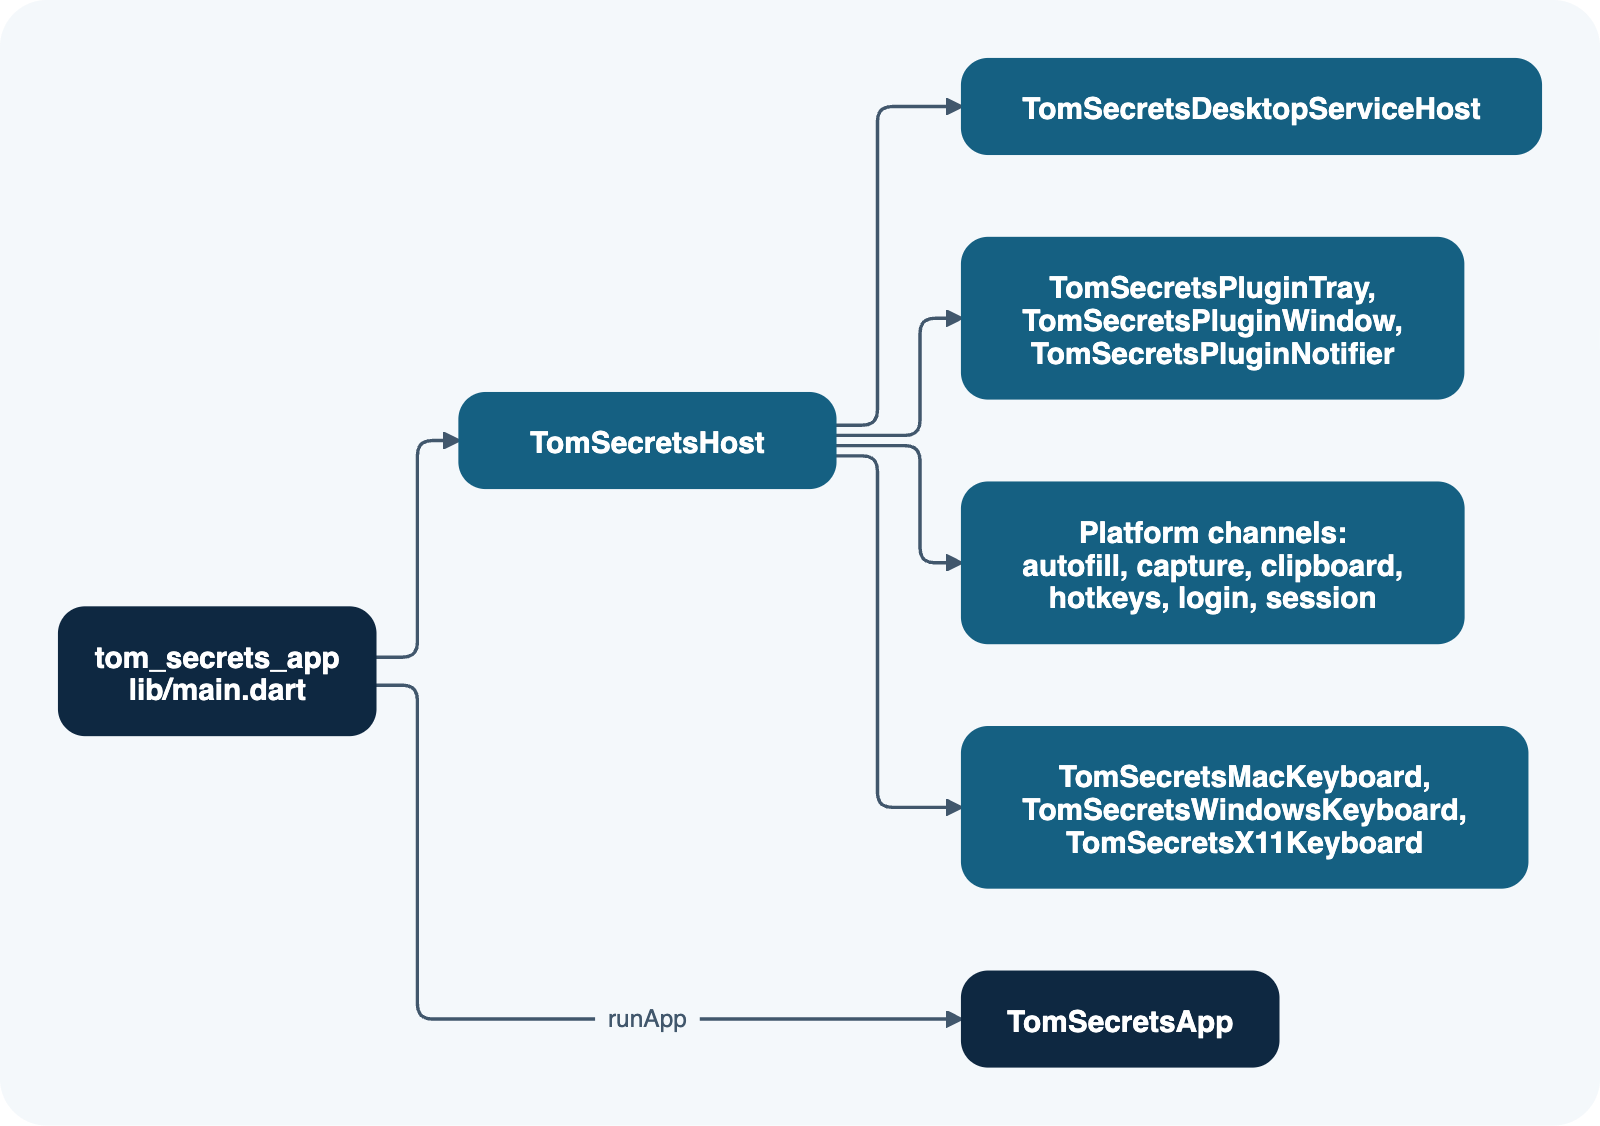 TomSecretsDesktopServiceHost
TomSecretsPluginTray,
TomSecretsPluginWindow,
TomSecretsPluginNotifier
TomSecretsHost
Platform channels:
autofill, capture, clipboard,
hotkeys, login, session
tom_secrets_app
lib/main.dart
TomSecretsMacKeyboard,
TomSecretsWindowsKeyboard,
TomSecretsX11Keyboard
runApp
TomSecretsApp